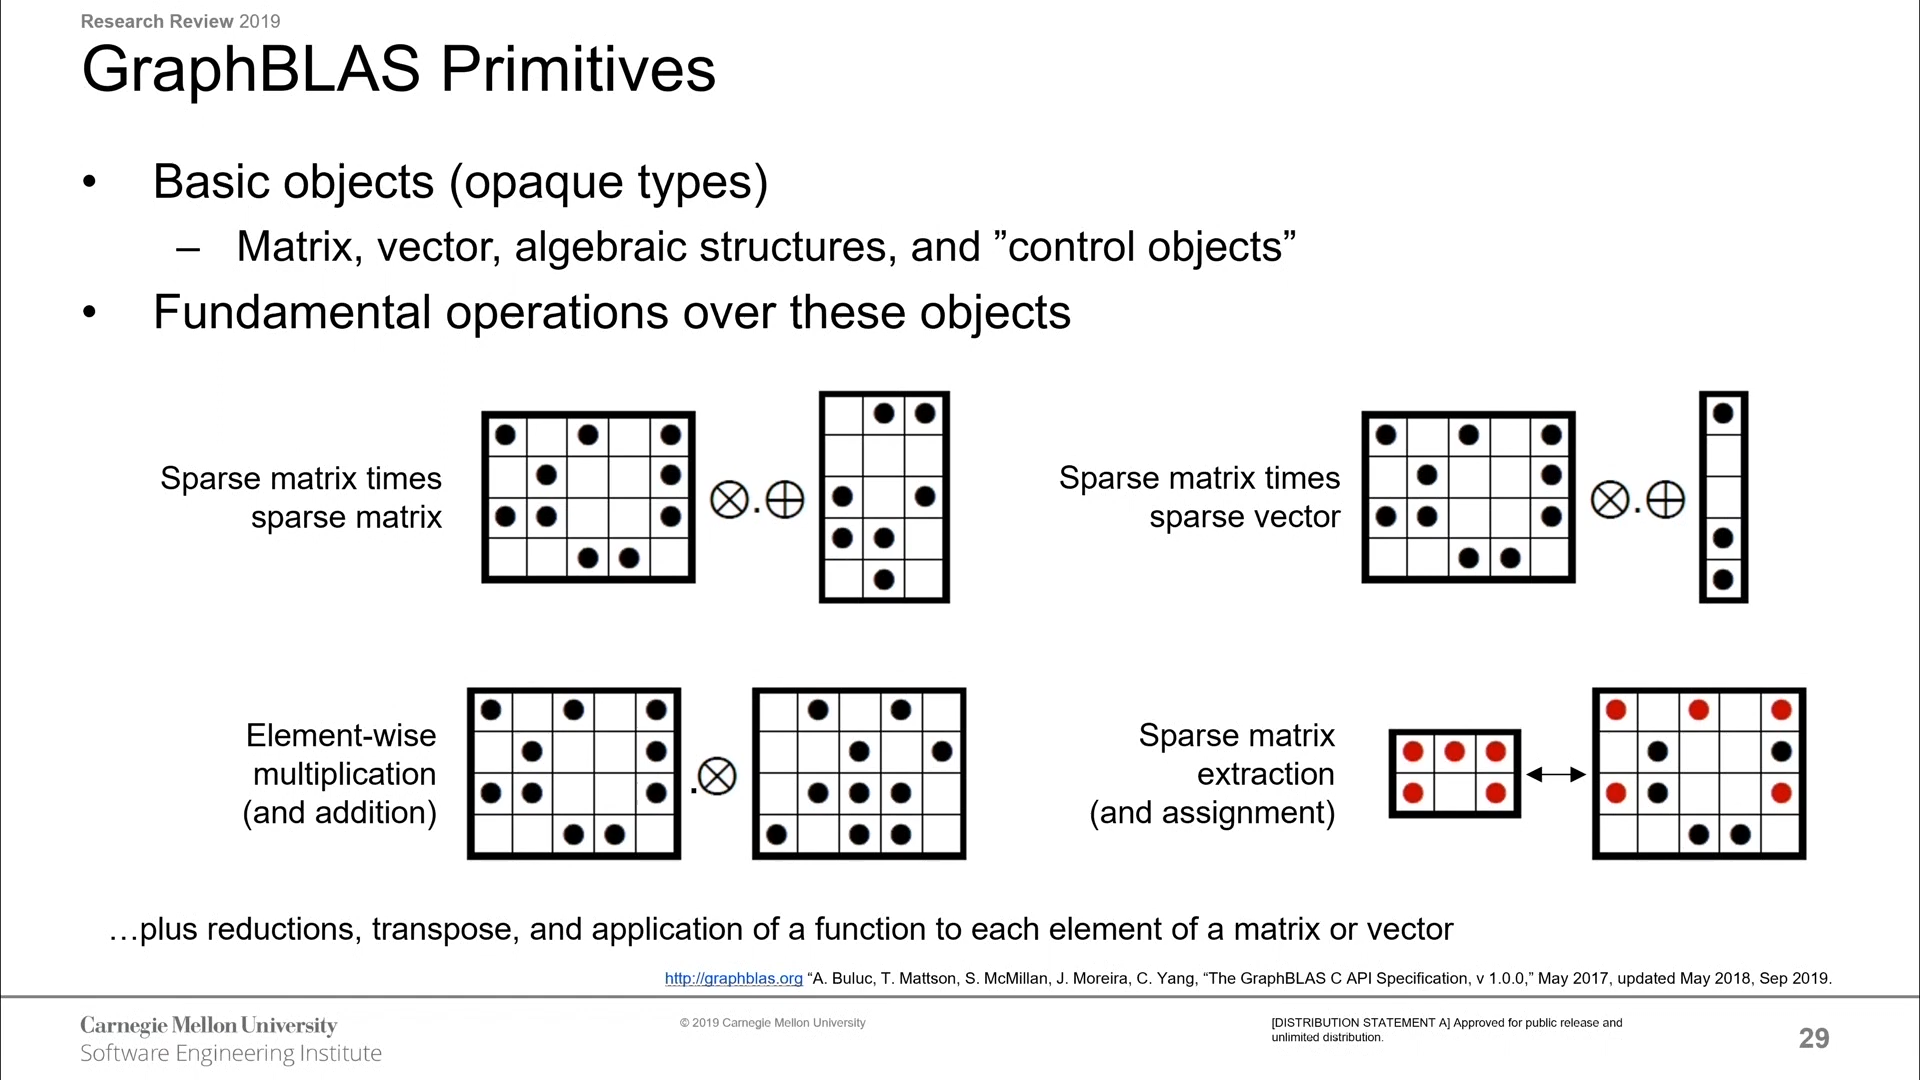 Research Review 2019
GraphBLAS Primitives
• Basic objects (opaque types)
– Matrix, vector, algebraic structures, and ”control objects”
• Fundamental operations over these objects
Sparse matrix times
sparse matrix
⊗.⊕
Sparse matrix times
sparse vector
⊗.⊕
Element-wise
multiplication
(and addition)
.⊗
Sparse matrix
extraction
(and assignment)
…plus reductions, transpose, and application of a function to each element of a matrix or vector
http://graphblas.org “A. Buluc, T. Mattson, S. McMillan, J. Moreira, C. Yang, “The GraphBLAS C API Specification, v 1.0.0,” May 2017, updated May 2018, Sep 2019.
Carnegie Mellon University
Software Engineering Institute
© 2019 Carnegie Mellon University
[DISTRIBUTION STATEMENT A] Approved for public release and
unlimited distribution.
29